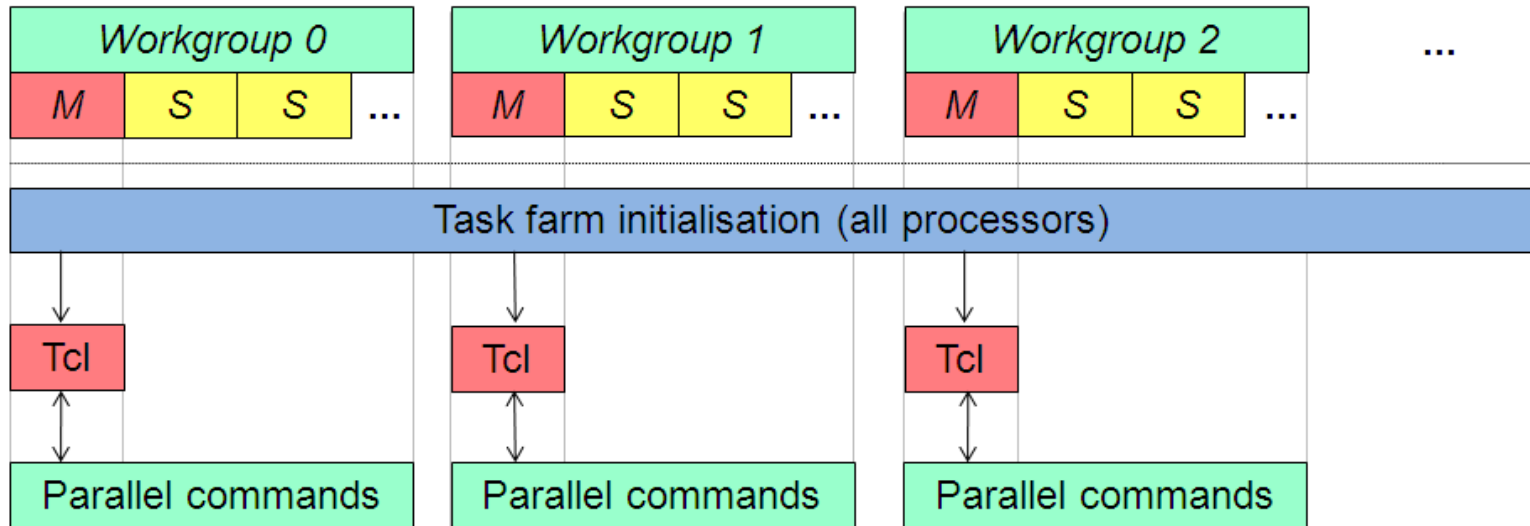 Workgroup 0 Workgroup 1 Workgroup 2 ...
M S S ... M S S ... M S S ...
Task farm initialisation (all processors)
Tcl Tcl Tcl
Parallel commands Parallel commands Parallel commands